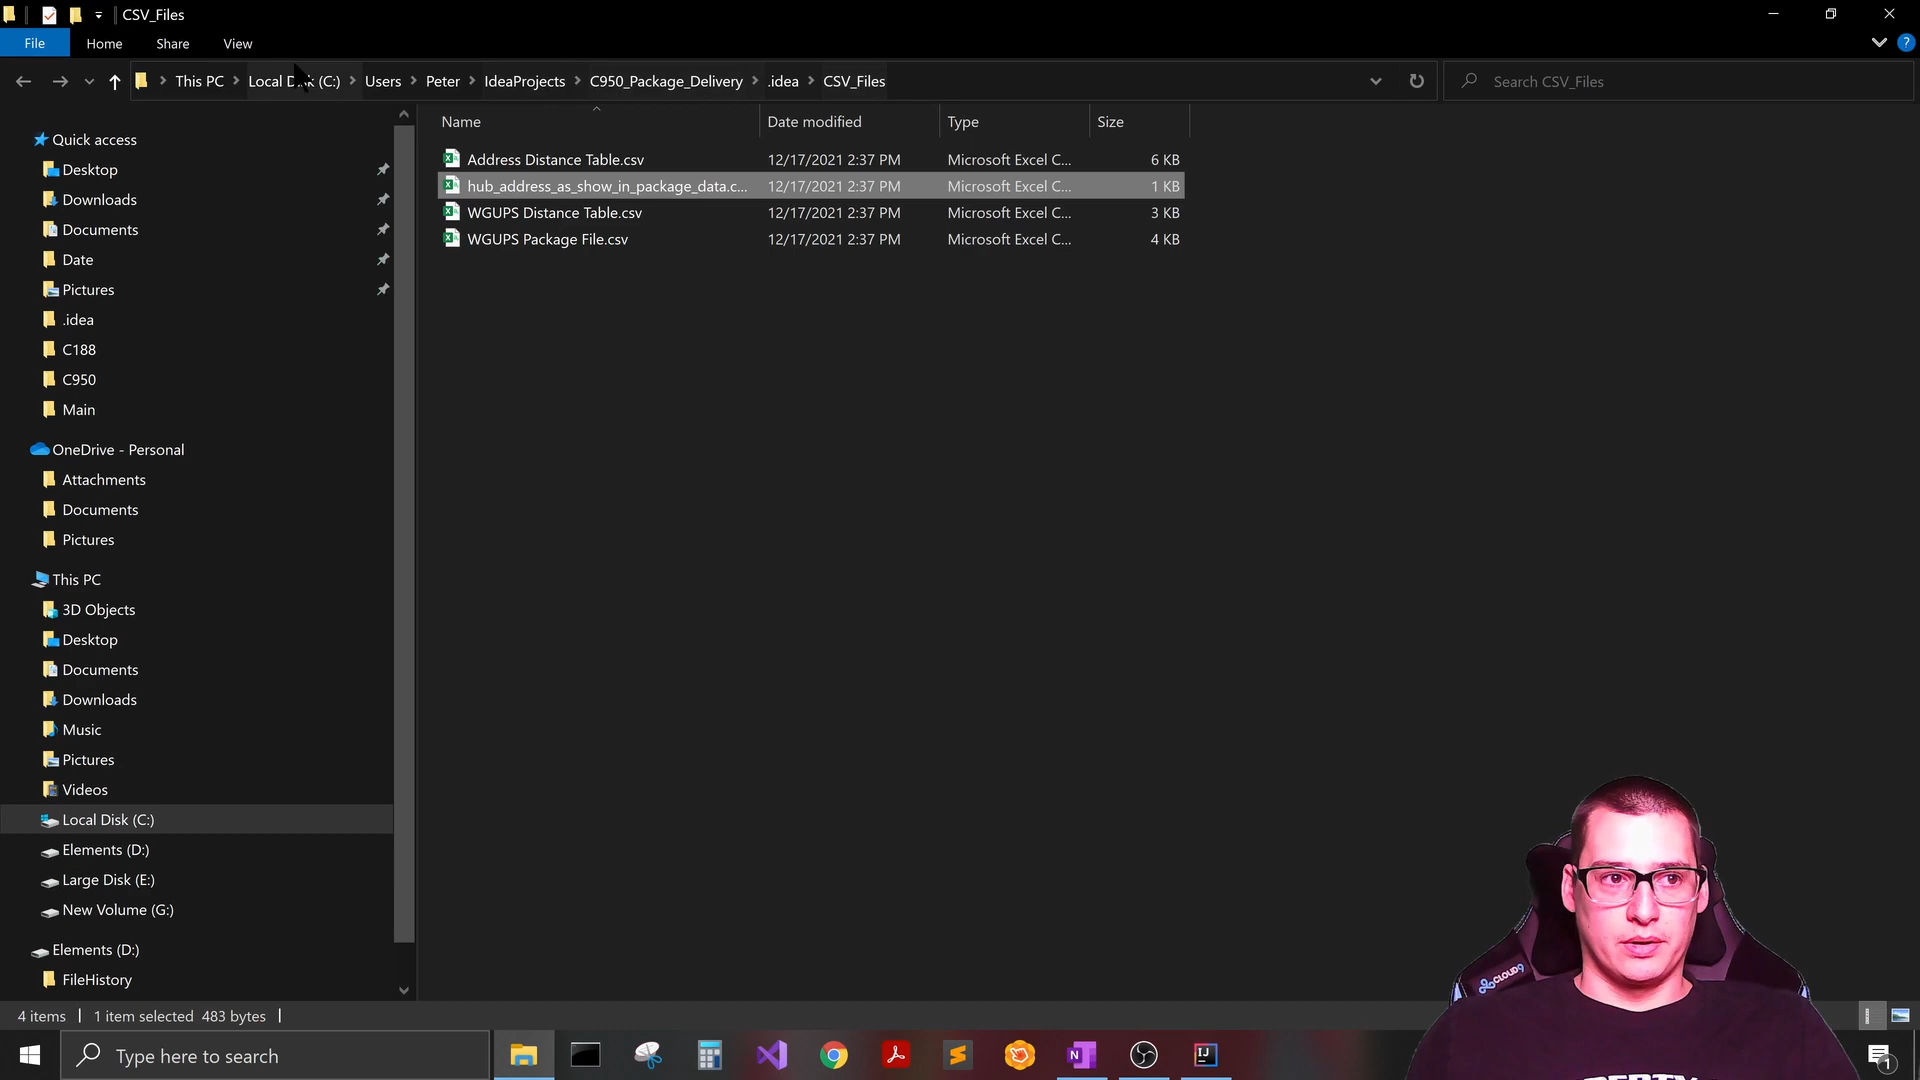 CSV_Files
File Home Share View
This PC Local Disk (C:) Users Peter IdeaProjects C950_Package_Delivery .idea CSV_Files
Search CSV_Files
Name Date modified Type Size
Address Distance Table.csv 12/17/2021 2:37 PM Microsoft Excel C... 6 KB
hub_address_as_show_in_package_data.c... 12/17/2021 2:37 PM Microsoft Excel C... 1 KB
WGUPS Distance Table.csv 12/17/2021 2:37 PM Microsoft Excel C... 3 KB
WGUPS Package File.csv 12/17/2021 2:37 PM Microsoft Excel C... 4 KB
Quick access
Desktop
Downloads
Documents
Date
Pictures
.idea
C188
C950
Main
OneDrive - Personal
Attachments
Documents
Pictures
This PC
3D Objects
Desktop
Documents
Downloads
Music
Pictures
Videos
Local Disk (C:)
Elements (D:)
Large Disk (E:)
New Volume (G:)
Elements (D:)
FileHistory
CLOUD9
4 items 1 item selected 483 bytes
Type here to search
N
IJ
1